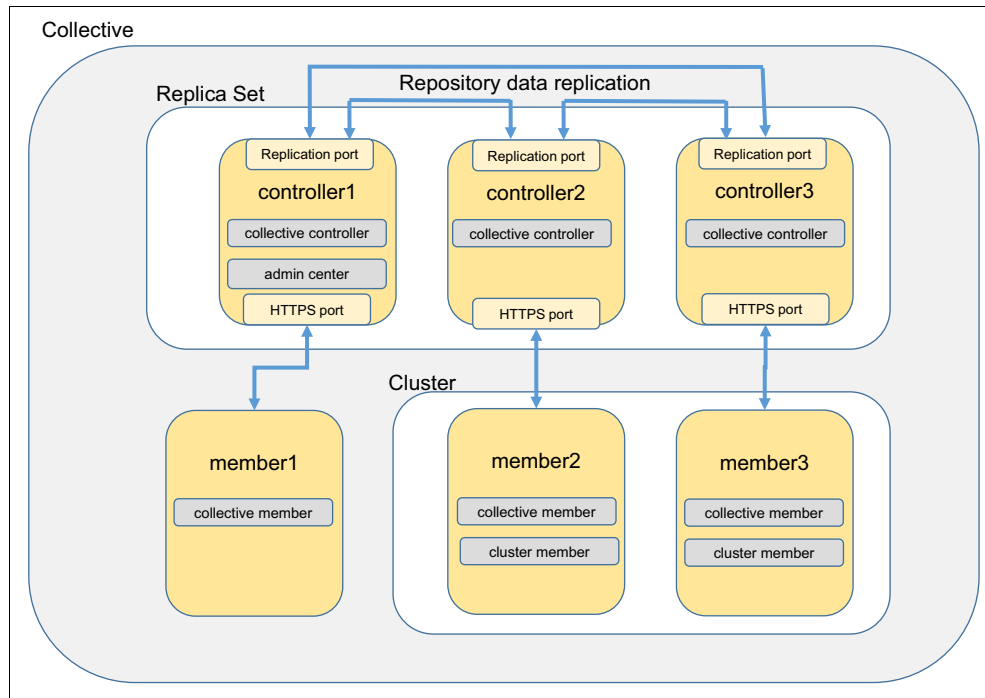 Collective
Repository data replication
Replica Set
Replication port
Replication port
Replication port
controller1
controller2
controller3
collective controller
collective controller
collective controller
admin center
HTTPS port
HTTPS port
HTTPS port
Cluster
member1
member2
member3
collective member
collective member
collective member
cluster member
cluster member